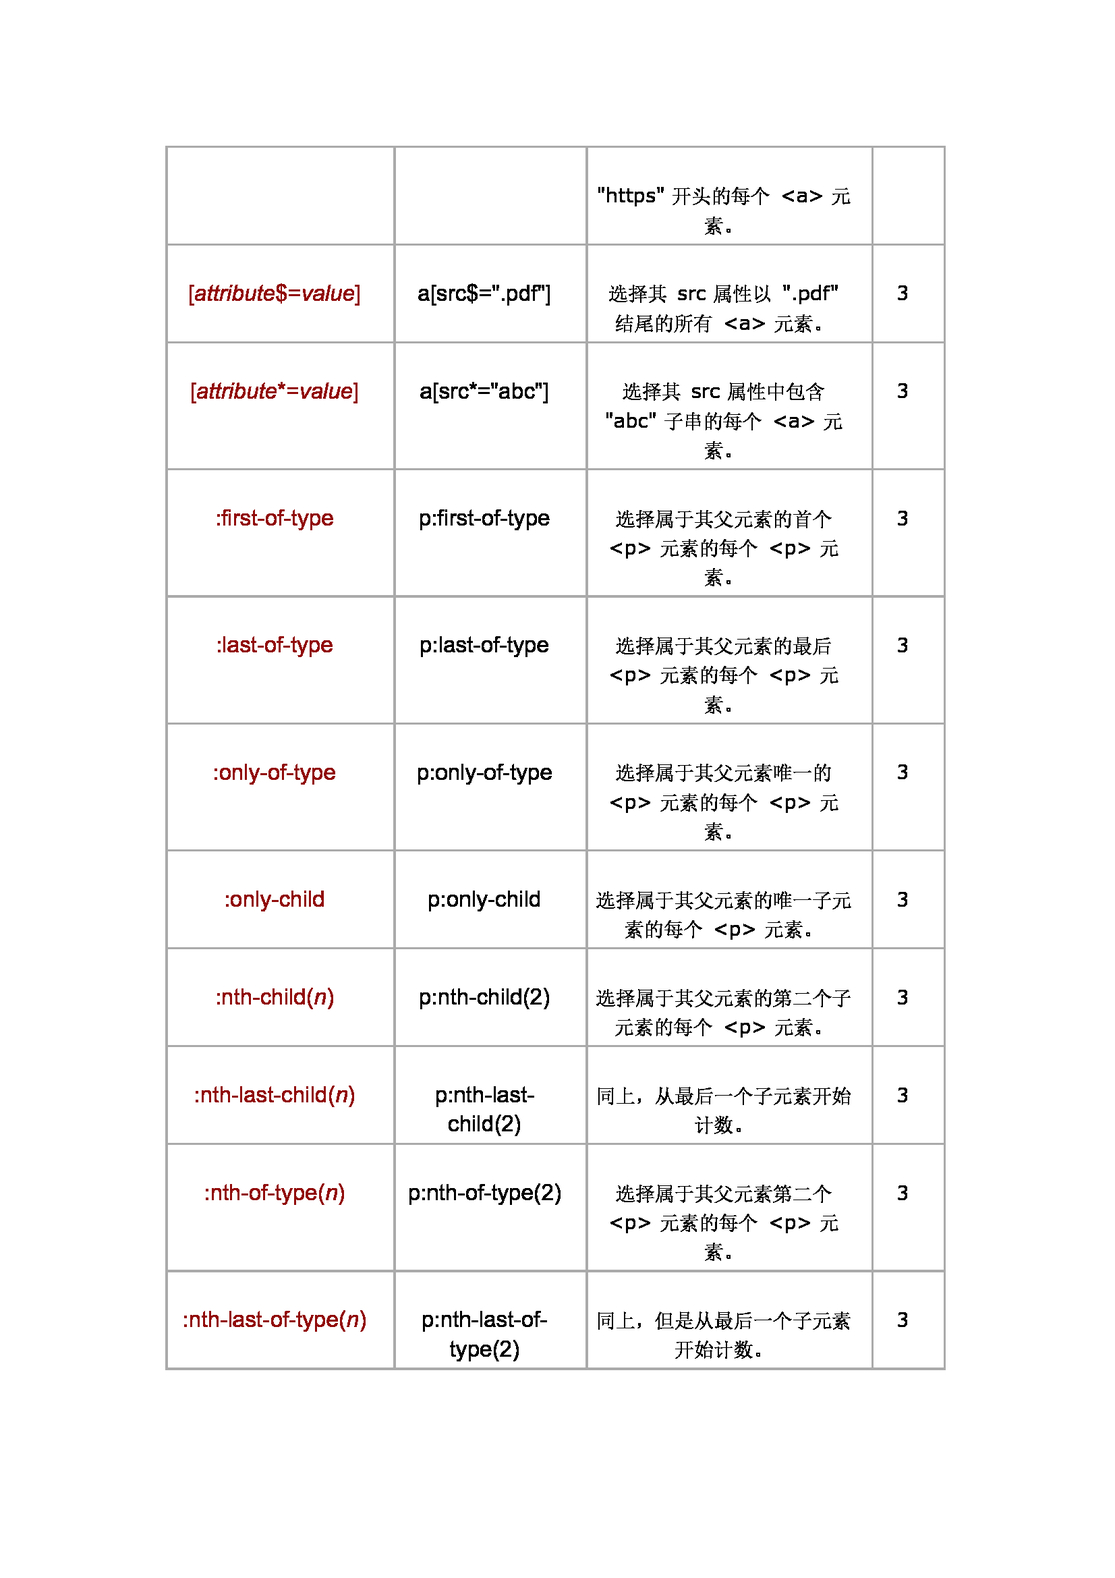 "https" 开头的每个 <a> 元
素。
[attribute$=value] a[src$=".pdf"] 选择其 src 属性以 ".pdf" 3
结尾的所有 <a> 元素。
[attribute*=value] a[src*="abc"] 选择其 src 属性中包含 3
"abc" 子串的每个 <a> 元
素。
:first-of-type p:first-of-type 选择属于其父元素的首个 3
<p> 元素的每个 <p> 元
素。
:last-of-type p:last-of-type 选择属于其父元素的最后 3
<p> 元素的每个 <p> 元
素。
:only-of-type p:only-of-type 选择属于其父元素唯一的 3
<p> 元素的每个 <p> 元
素。
:only-child p:only-child 选择属于其父元素的唯一子元 3
素的每个 <p> 元素。
:nth-child(n) p:nth-child(2) 选择属于其父元素的第二个子 3
元素的每个 <p> 元素。
:nth-last-child(n) p:nth-last- 同上，从最后一个子元素开始 3
child(2) 计数。
:nth-of-type(n) p:nth-of-type(2) 选择属于其父元素第二个 3
<p> 元素的每个 <p> 元
素。
:nth-last-of-type(n) p:nth-last-of- 同上，但是从最后一个子元素 3
type(2) 开始计数。